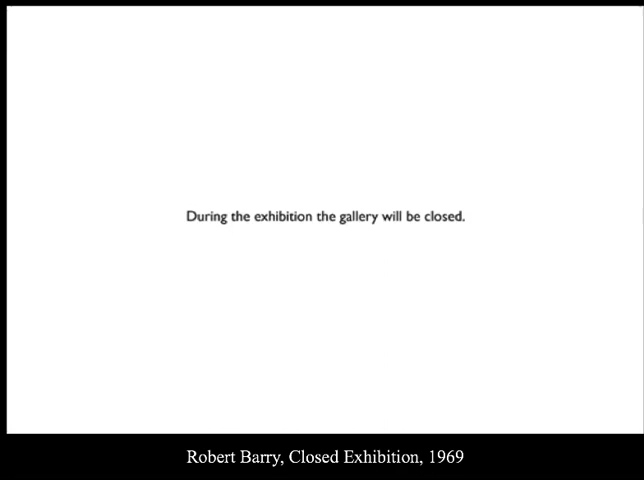 During the exhibition the gallery will be closed.
Robert Barry, Closed Exhibition, 1969